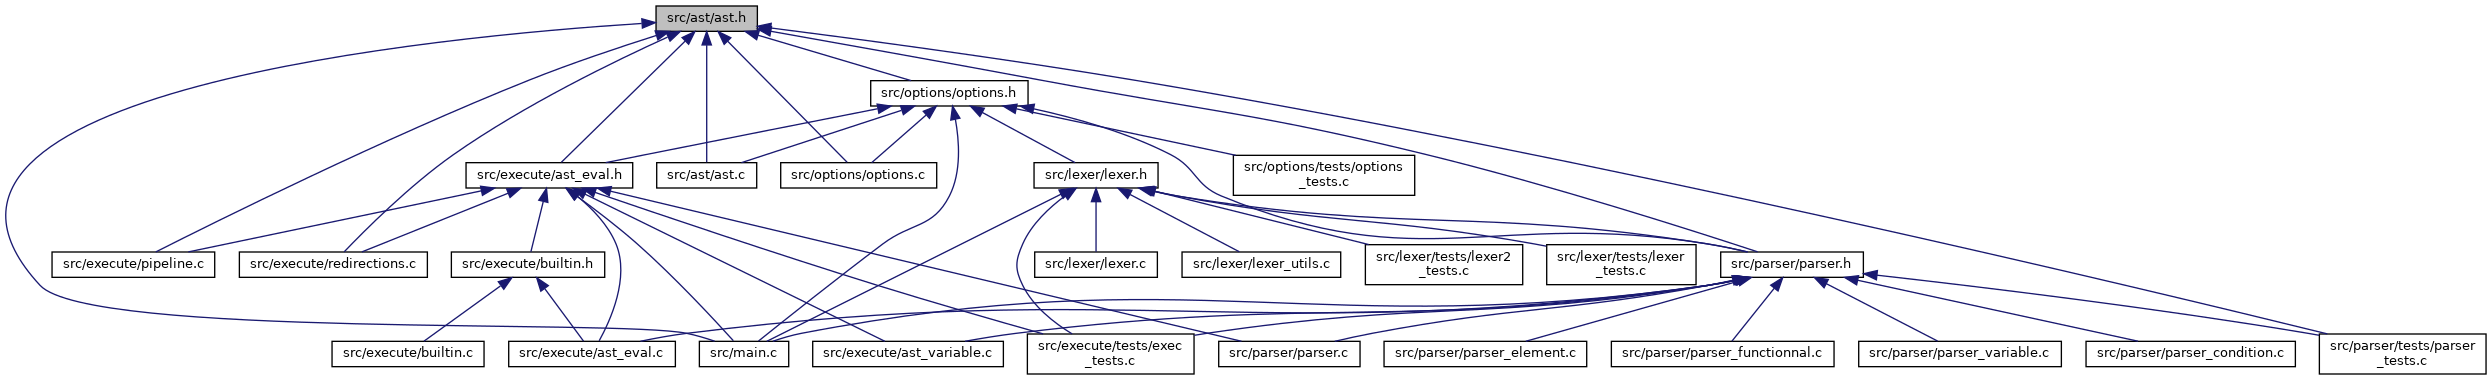 src/ast/ast.h
src/options/options.h
src/execute/ast_eval.h
src/ast/ast.c
src/options/options.c
src/lexer/lexer.h
src/options/tests/options
_tests.c
src/execute/pipeline.c
src/execute/redirections.c
src/execute/builtin.h
src/lexer/lexer.c
src/lexer/lexer_utils.c
src/lexer/tests/lexer2
_tests.c
src/lexer/tests/lexer
_tests.c
src/parser/parser.h
src/execute/builtin.c
src/execute/ast_eval.c
src/main.c
src/execute/ast_variable.c
src/execute/tests/exec
_tests.c
src/parser/parser.c
src/parser/parser_element.c
src/parser/parser_functionnal.c
src/parser/parser_variable.c
src/parser/parser_condition.c
src/parser/tests/parser
_tests.c